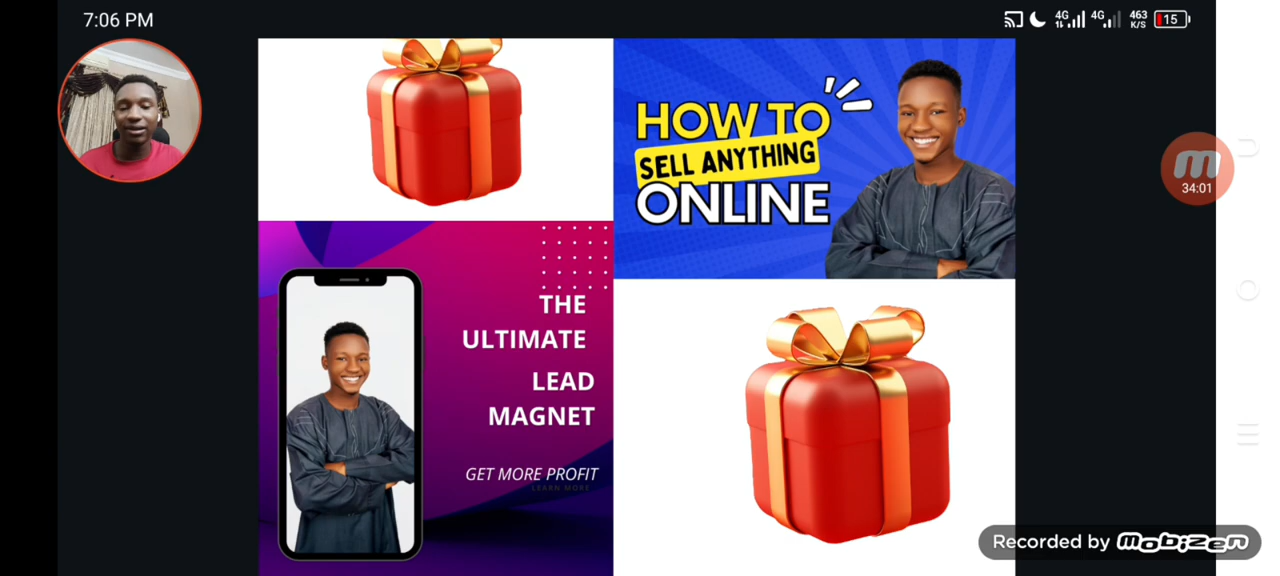 7:06 PM
4G
4G
463
K/S
15
HOW TO
SELL ANYTHING
ONLINE
34:01
THE
ULTIMATE
LEAD
MAGNET
GET MORE PROFIT
LEARN MORE
Recorded by Mobizen